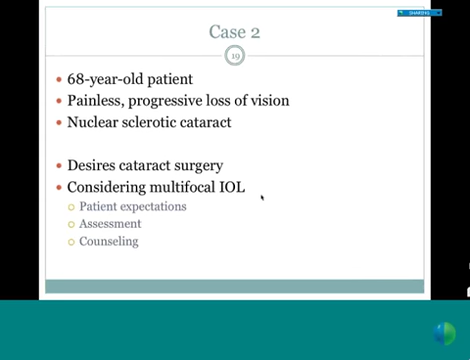 SHARING
Case 2
19
68-year-old patient
Painless, progressive loss of vision
Nuclear sclerotic cataract
Desires cataract surgery
Considering multifocal IOL
Patient expectations
Assessment
Counseling